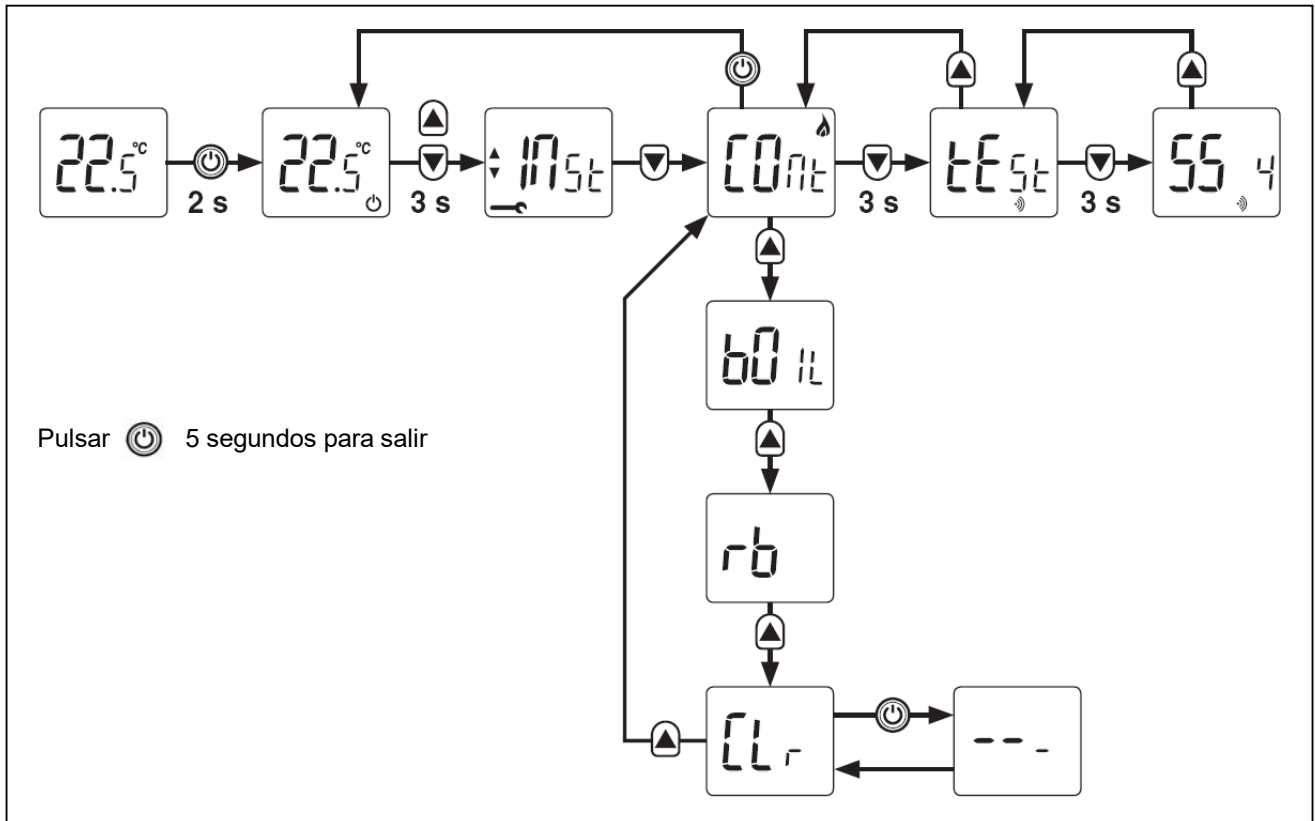 22.5°C
2 s
22.5°C
3 s
INSt
CONt
3 s
tESt
3 s
SS 4
bOIL
Pulsar 5 segundos para salir
rb
CLr
---